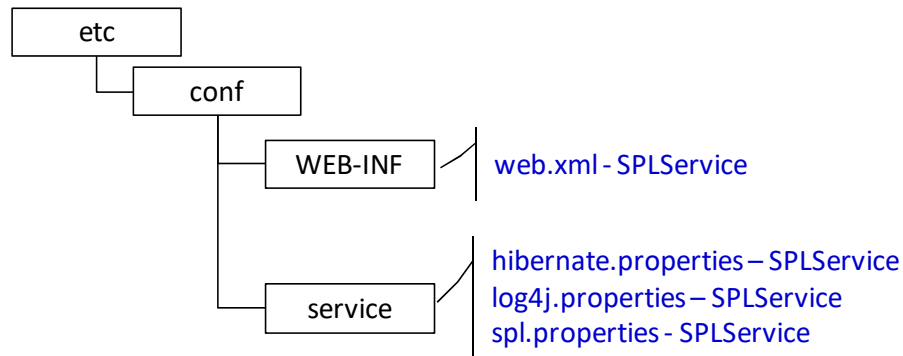 etc
conf
WEB-INF
web.xml - SPLService
service
hibernate.properties – SPLService
log4j.properties – SPLService
spl.properties - SPLService